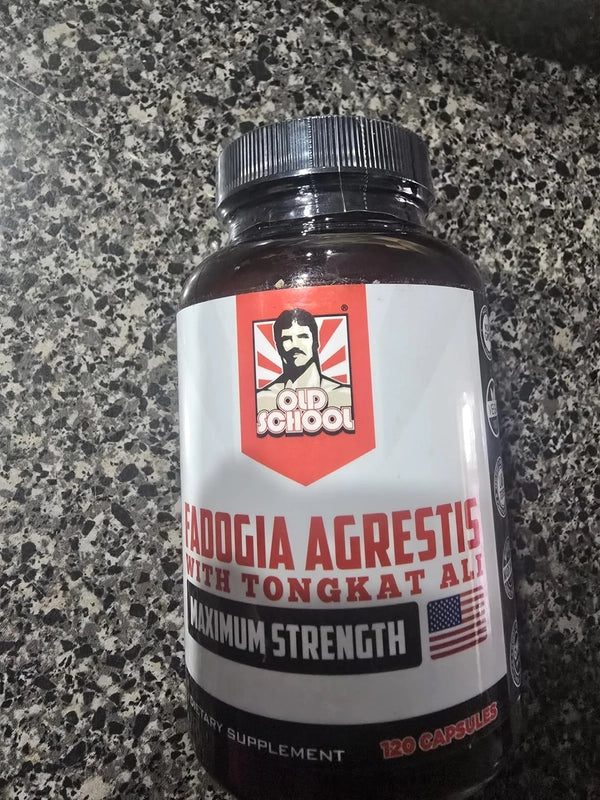 ®
OLD
SCHOOL
FADOGIA AGRESTIS
WITH TONGKAT ALI
MAXIMUM STRENGTH
DIETARY SUPPLEMENT
120 CAPSULES